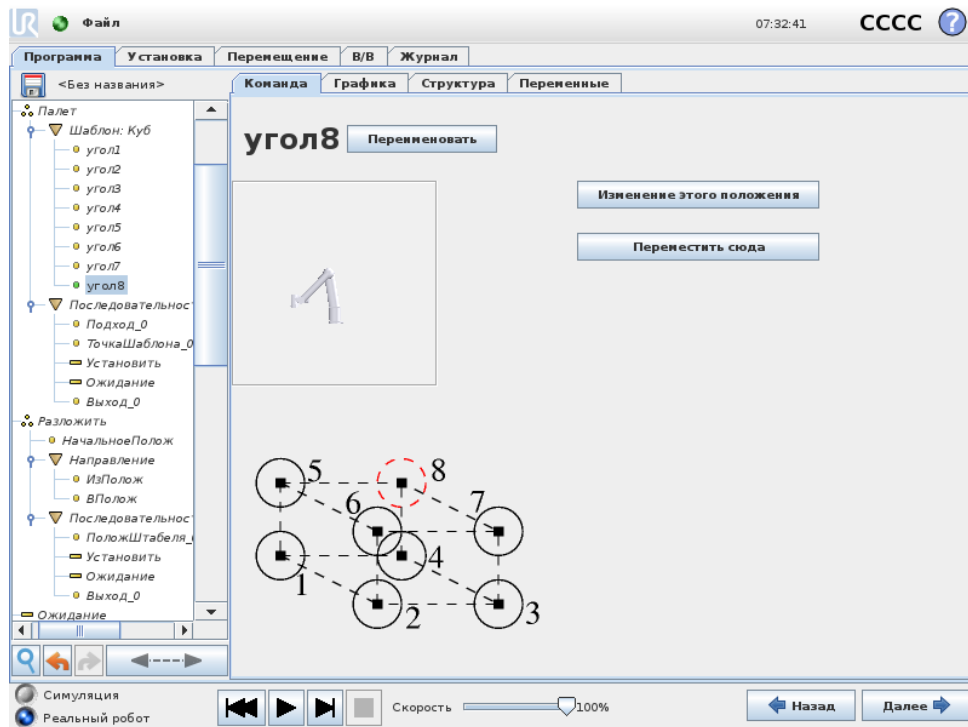 UR Файл 07:32:41 CCCC ?
Программа Установка Перемещение В/В Журнал
<Без названия> Команда Графика Структура Переменные
Палет
Шаблон: Куб
угол1
угол2
угол3
угол4
угол5
угол6
угол7
угол8
Последовательнос
Подход_0
ТочкаШаблона_0
Установить
Ожидание
Выход_0
Разложить
НачальноеПолож
Направление
ИзПолож
ВПолож
Последовательнос
ПоложШтабеля_
Установить
Ожидание
Выход_0
Ожидание
угол8 Переименовать
Изменение этого положения
Переместить сюда
5 8
6 7
1 4
2 3
Симуляция
Реальный робот
Скорость 100%
Назад Далее